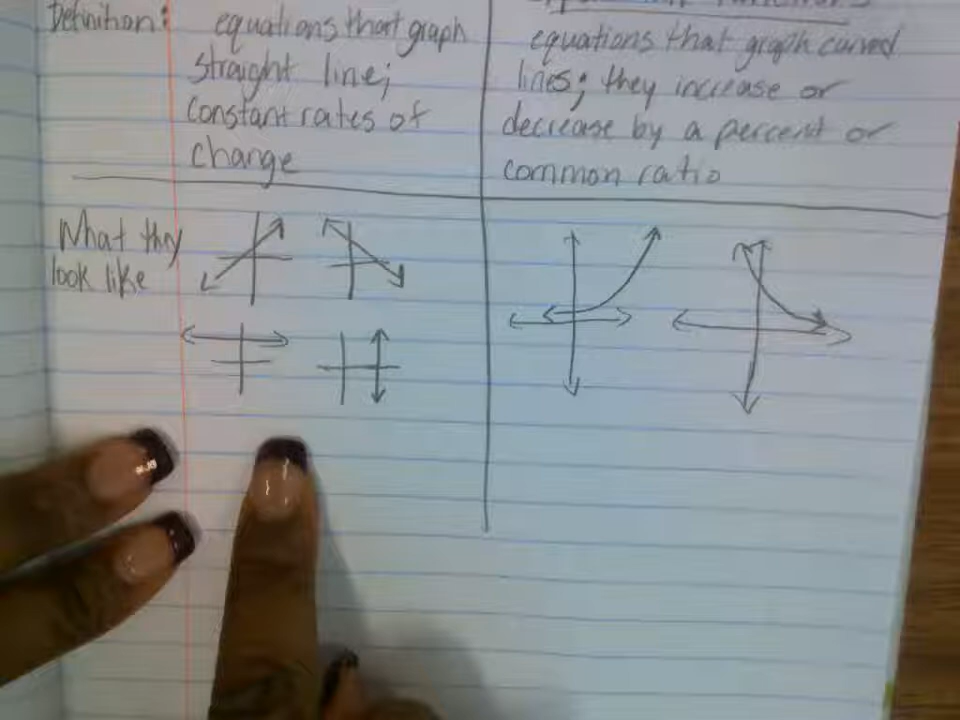 Definition:
equations that graph
straight line;
constant rates of
change
equations that graph curved
lines; they increase or
decrease by a percent or
common ratio
What they
look like